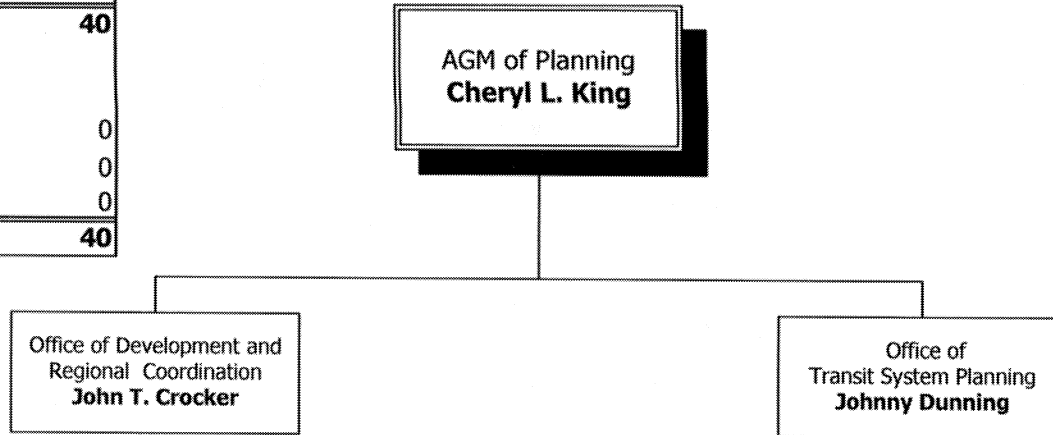 40
0
0
0
40
AGM of Planning
Cheryl L. King
Office of Development and
Regional Coordination
John T. Crocker
Office of
Transit System Planning
Johnny Dunning